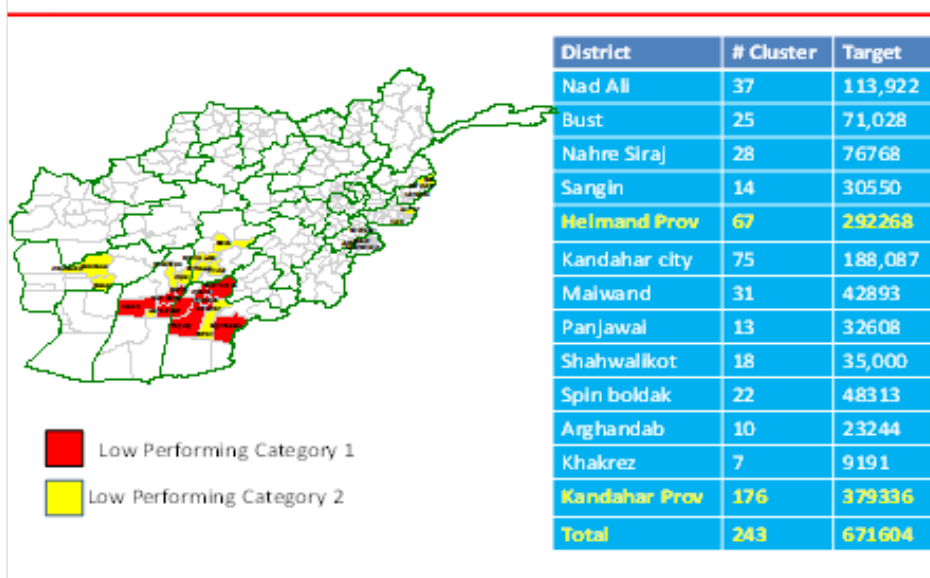 District # Cluster Target
Nad Ali 37 113,922
Bust 25 71,028
Nahre Siraj 28 76768
Sangin 14 30550
Helmand Prov 67 292268
Kandahar city 75 188,087
Maiwand 31 42893
Panjawai 13 32608
Shahwalikot 18 35,000
Spin boldak 22 48313
Arghandab 10 23244
Khakrez 7 9191
Kandahar Prov 176 379336
Total 243 671604
Low Performing Category 1
Low Performing Category 2